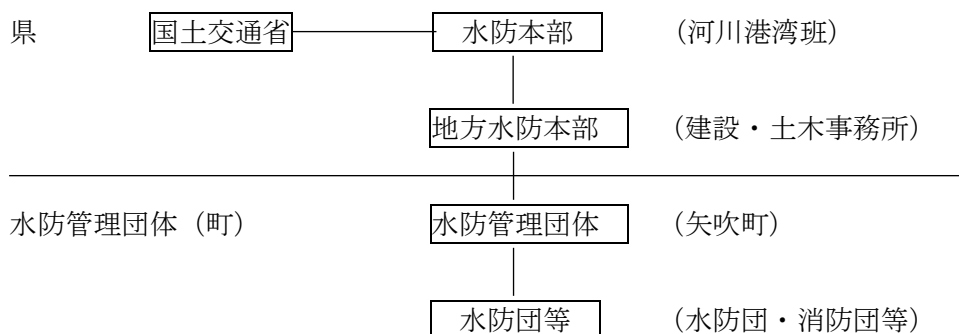 県 国土交通省 水防本部 （河川港湾班）
地方水防本部 （建設・土木事務所）
水防管理団体（町） 水防管理団体 （矢吹町）
水防団等 （水防団・消防団等）